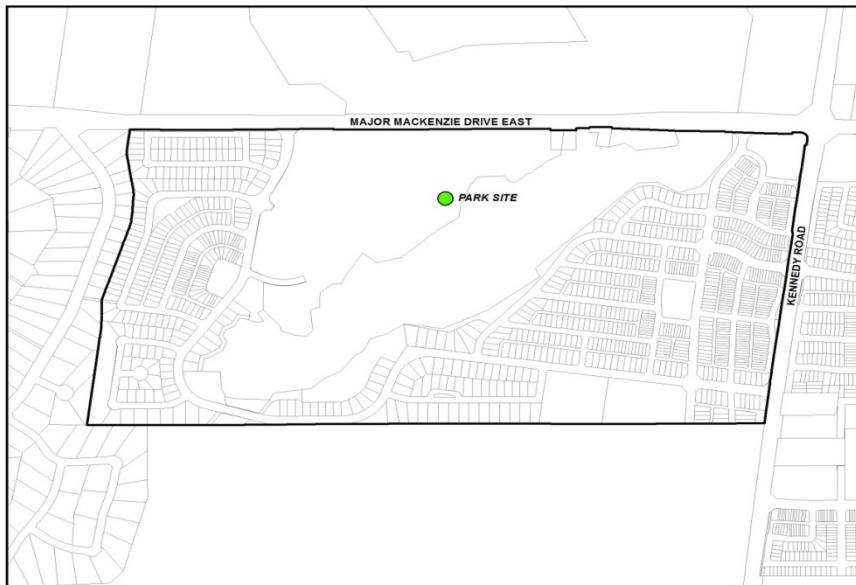 MAJOR MACKENZIE DRIVE EAST
PARK SITE
KENNEDY ROAD